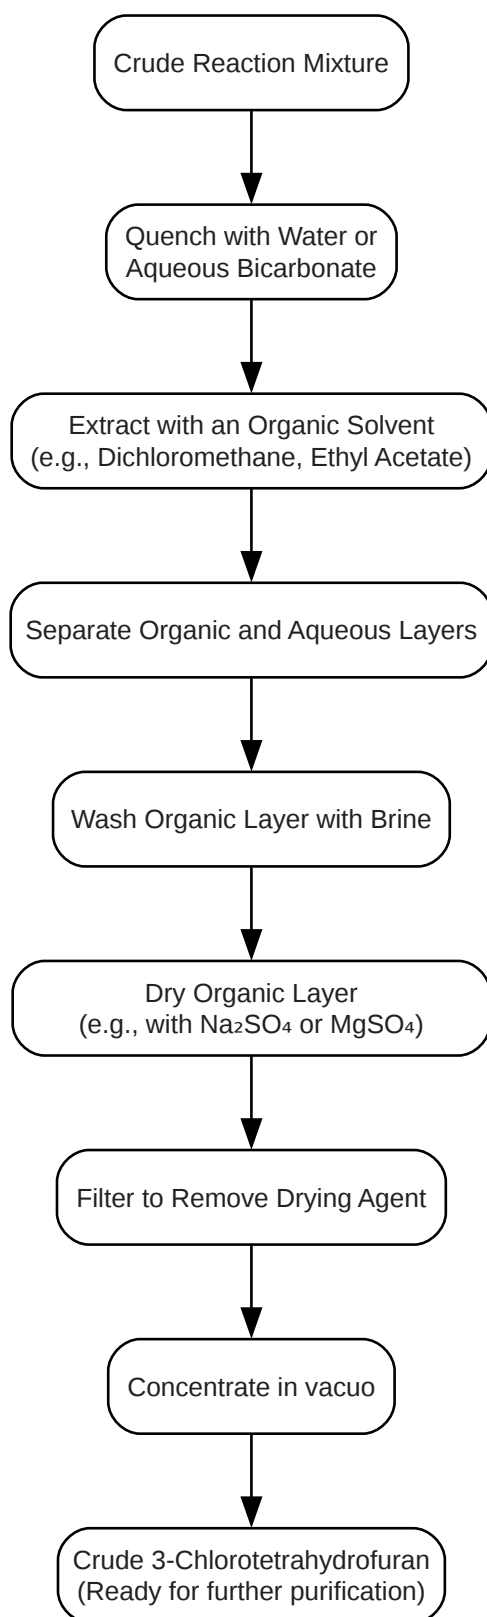 Crude Reaction Mixture
Quench with Water or
Aqueous Bicarbonate
Extract with an Organic Solvent
(e.g., Dichloromethane, Ethyl Acetate)
Separate Organic and Aqueous Layers
Wash Organic Layer with Brine
Dry Organic Layer
(e.g., with Na₂SO₄ or MgSO₄)
Filter to Remove Drying Agent
Concentrate in vacuo
Crude 3-Chlorotetrahydrofuran
(Ready for further purification)